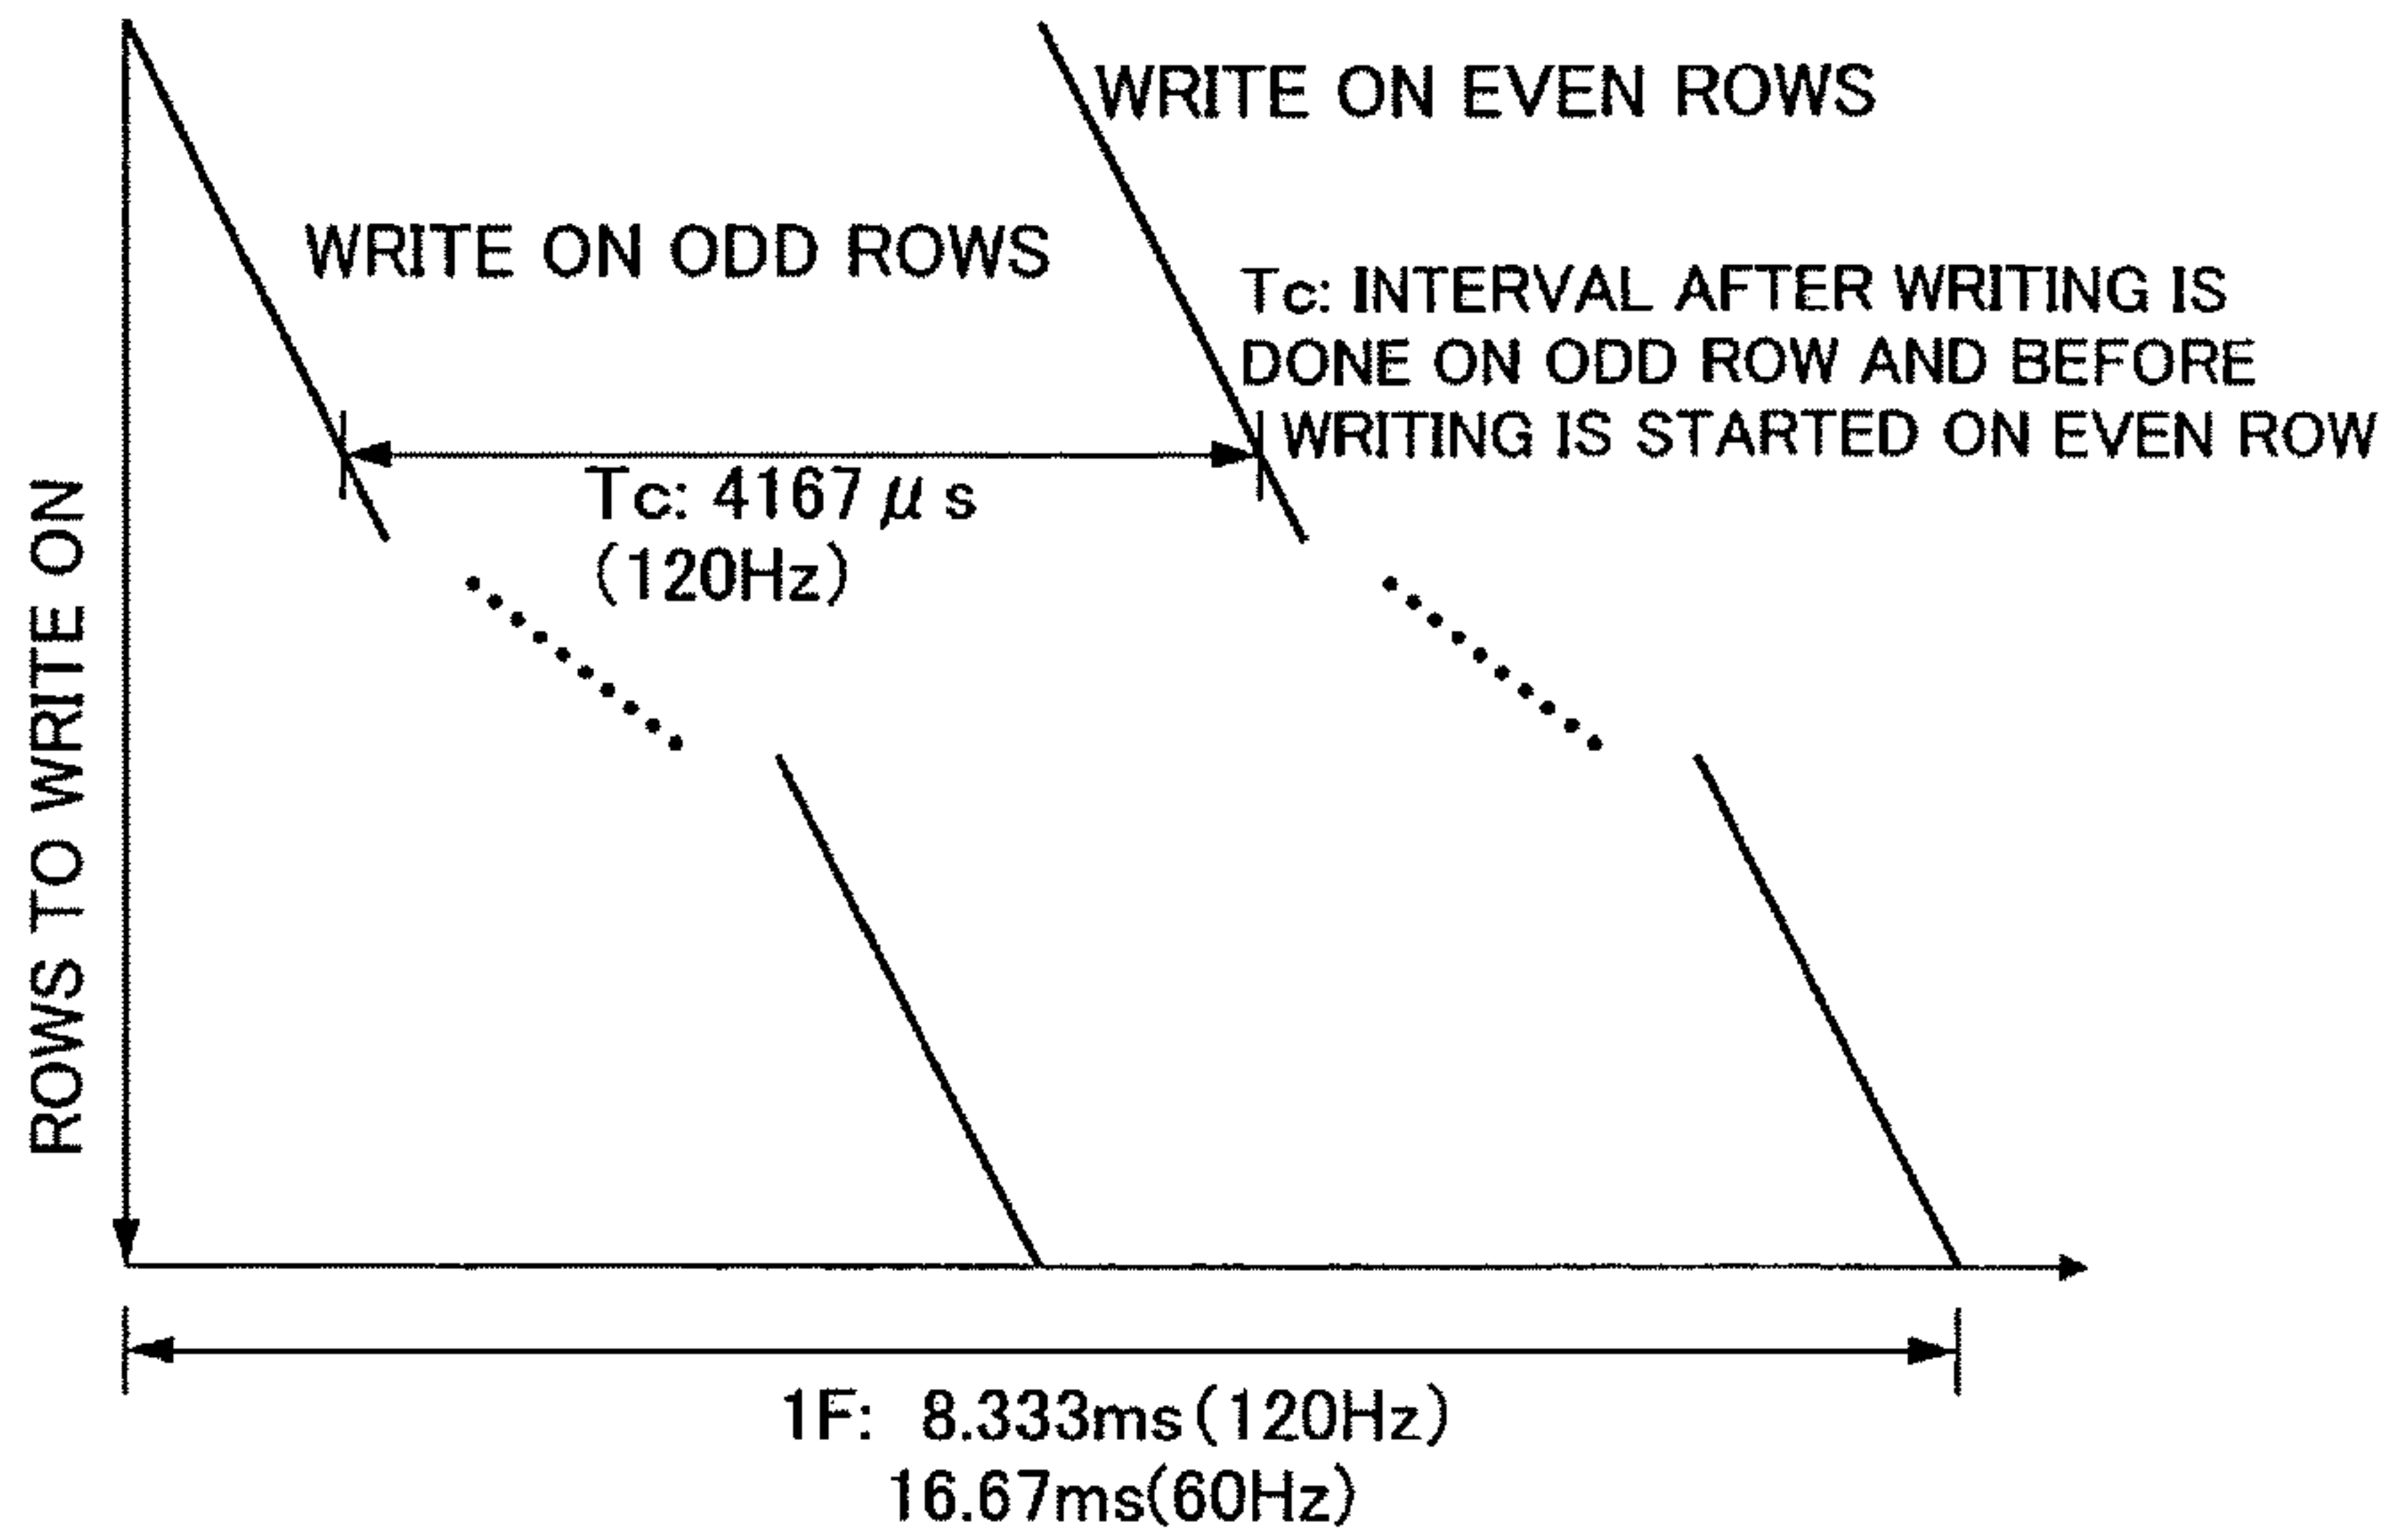 WRITE ON EVEN ROWS
WRITE ON ODD ROWS
Tc: INTERVAL AFTER WRITING IS
DONE ON ODD ROW AND BEFORE
WRITING IS STARTED ON EVEN ROW
Tc: 4167μs
(120Hz)
ROWS TO WRITE ON
1F: 8.333ms(120Hz)
16.67ms(60Hz)